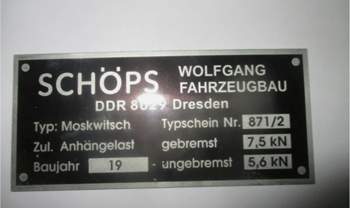 SCHÖPS WOLFGANG FAHRZEUGBAU
DDR 8029 Dresden
Typ: Moskwitsch Typschein Nr. 871/2
Zul. Anhängelast gebremst 7,5 kN
Baujahr 19 - ungebremst 5,6 kN